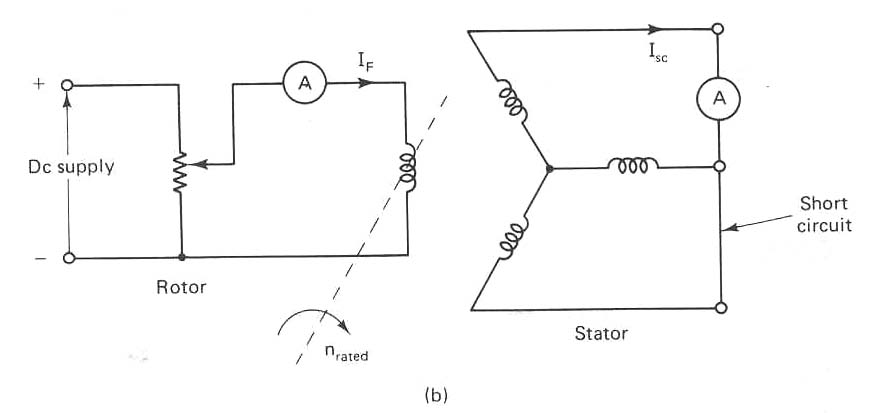 +
Dc supply
−
A
I_F
Rotor
n_rated
I_sc
A
Short
circuit
Stator
(b)